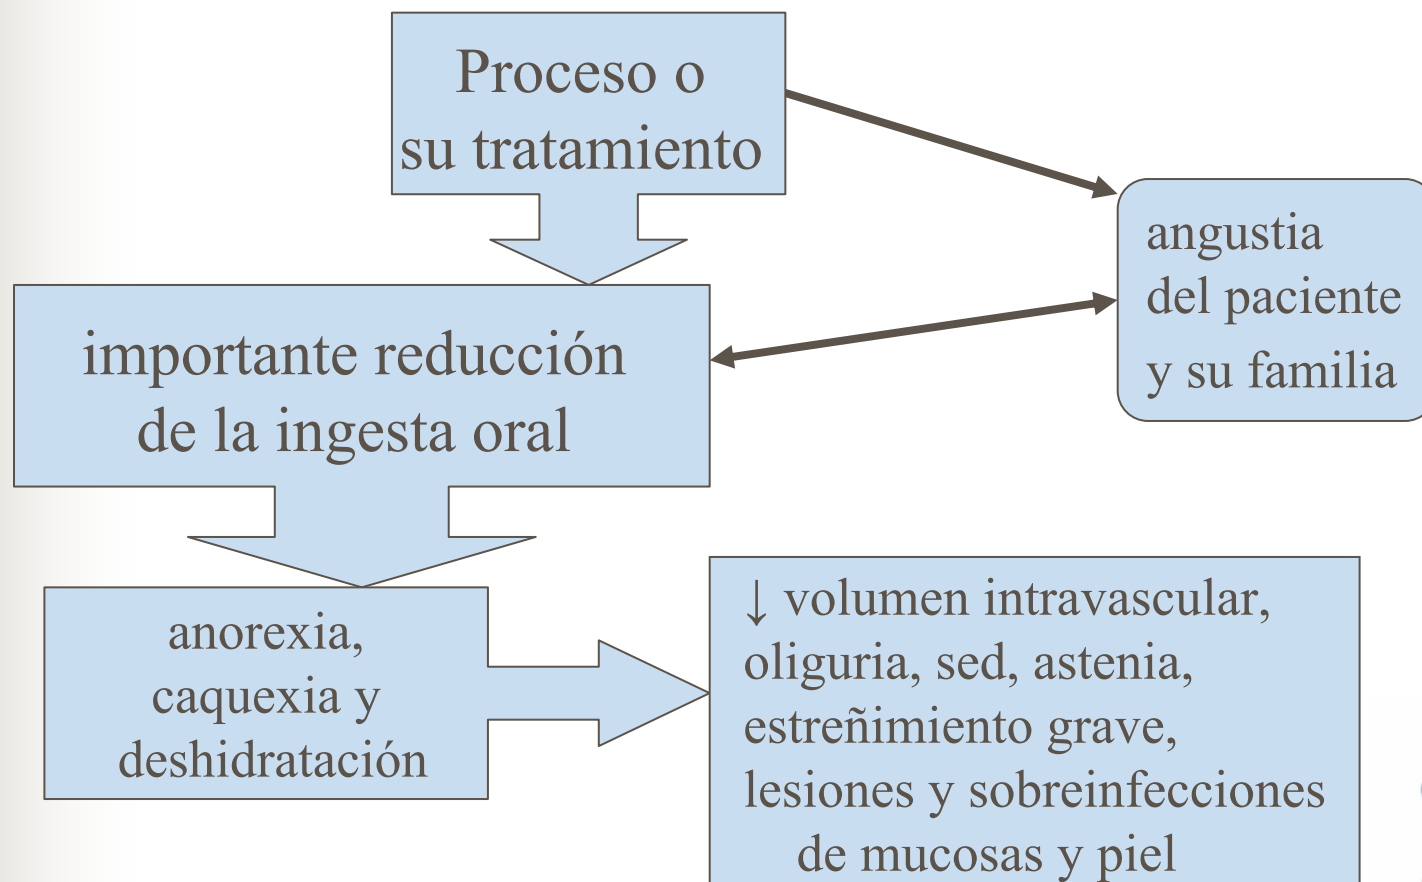 Proceso o
su tratamiento
angustia
del paciente
y su familia
importante reducción
de la ingesta oral
anorexia,
caquexia y
deshidratación
↓ volumen intravascular,
oliguria, sed, astenia,
estreñimiento grave,
lesiones y sobreinfecciones
de mucosas y piel